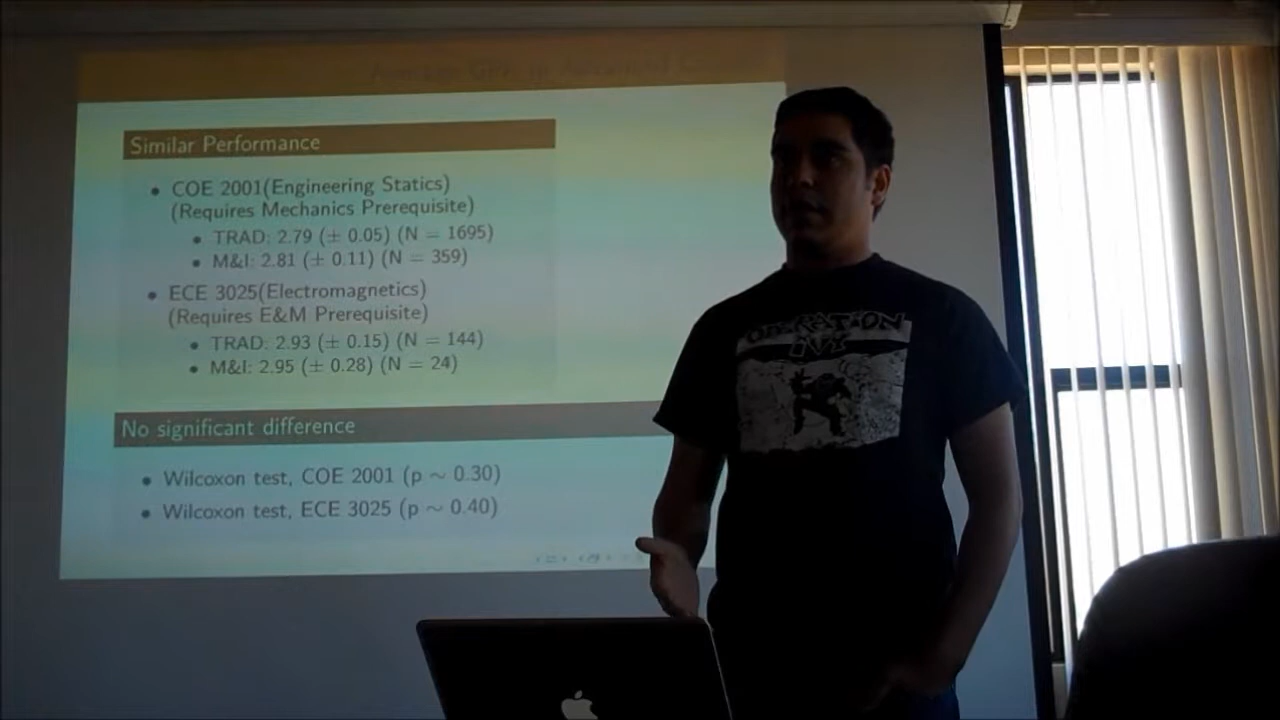 Similar Performance
• COE 2001(Engineering Statics)
(Requires Mechanics Prerequisite)
• TRAD: 2.79 (± 0.05) (N = 1695)
• M&I: 2.81 (± 0.11) (N = 359)
• ECE 3025(Electromagnetics)
(Requires E&M Prerequisite)
• TRAD: 2.93 (± 0.15) (N = 144)
• M&I: 2.95 (± 0.28) (N = 24)
No significant difference
• Wilcoxon test, COE 2001 (p ~ 0.30)
• Wilcoxon test, ECE 3025 (p ~ 0.40)
OPERATION
IVY